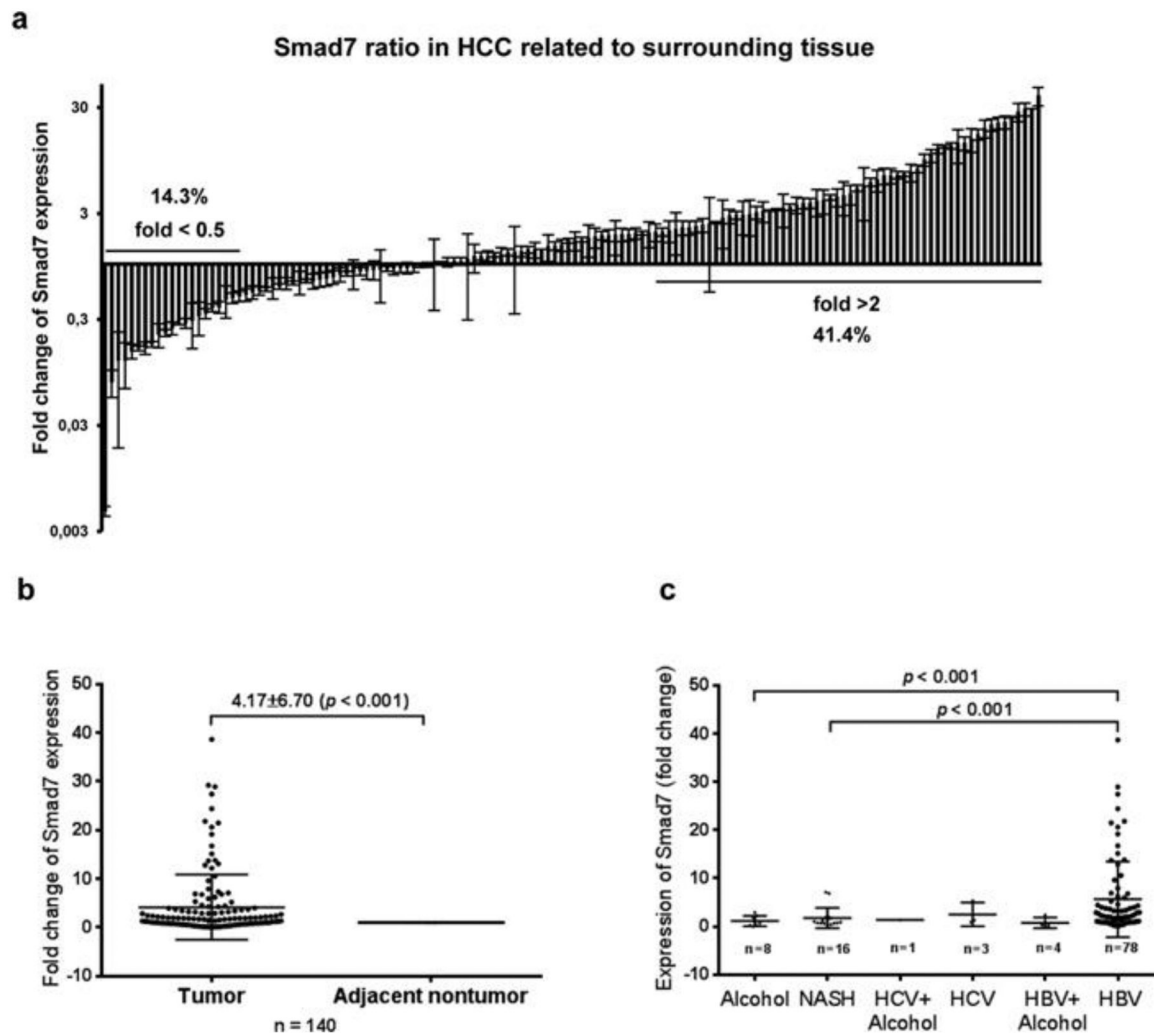 a
Smad7 ratio in HCC related to surrounding tissue
Fold change of Smad7 expression
30
3
0,3
0,03
0,003
14.3%
fold < 0.5
fold >2
41.4%
b
Fold change of Smad7 expression
50
40
30
20
10
0
-10
4.17±6.70 (p < 0.001)
Tumor
Adjacent nontumor
n = 140
c
Expression of Smad7 (fold change)
50
40
30
20
10
0
-10
p < 0.001
p < 0.001
n=8 n=16 n=1 n=3 n=4 n=78
Alcohol NASH HCV+ HCV HBV+ HBV
Alcohol Alcohol